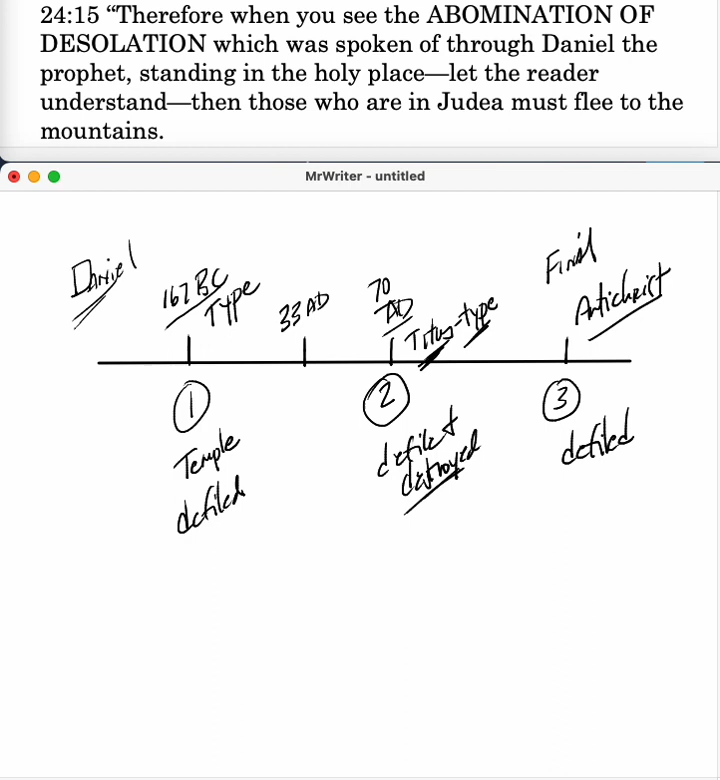 24:15 “Therefore when you see the ABOMINATION OF
DESOLATION which was spoken of through Daniel the
prophet, standing in the holy place—let the reader
understand—then those who are in Judea must flee to the
mountains.
MrWriter - untitled
Daniel
167 BC
Type
33 AD
70
AD
Titus-type
Final
Antichrist
1
2
3
Temple
defiled
defiled
destroyed
defiled